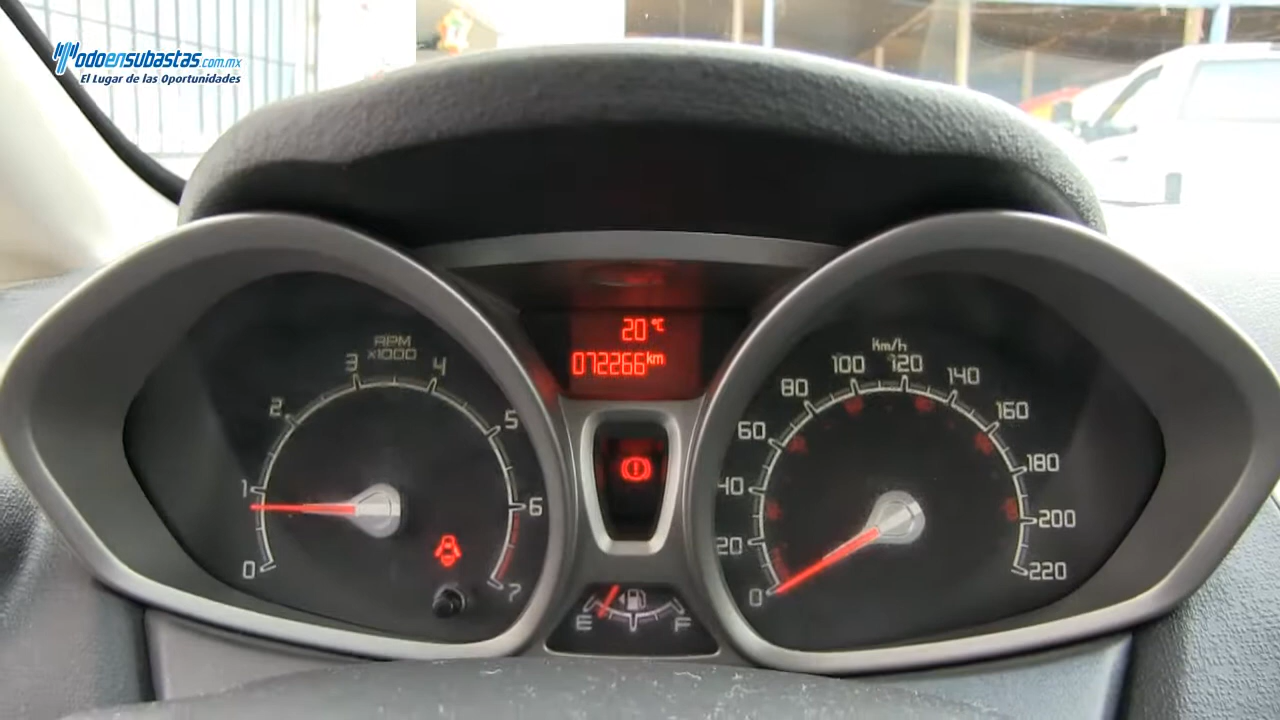 todoensubastas.com.mx
El Lugar de las Oportunidades
20 °C
072266 km
RPM
x1000
0
1
2
3
4
5
6
7
Km/h
0
20
40
60
80
100
120
140
160
180
200
220
E
F